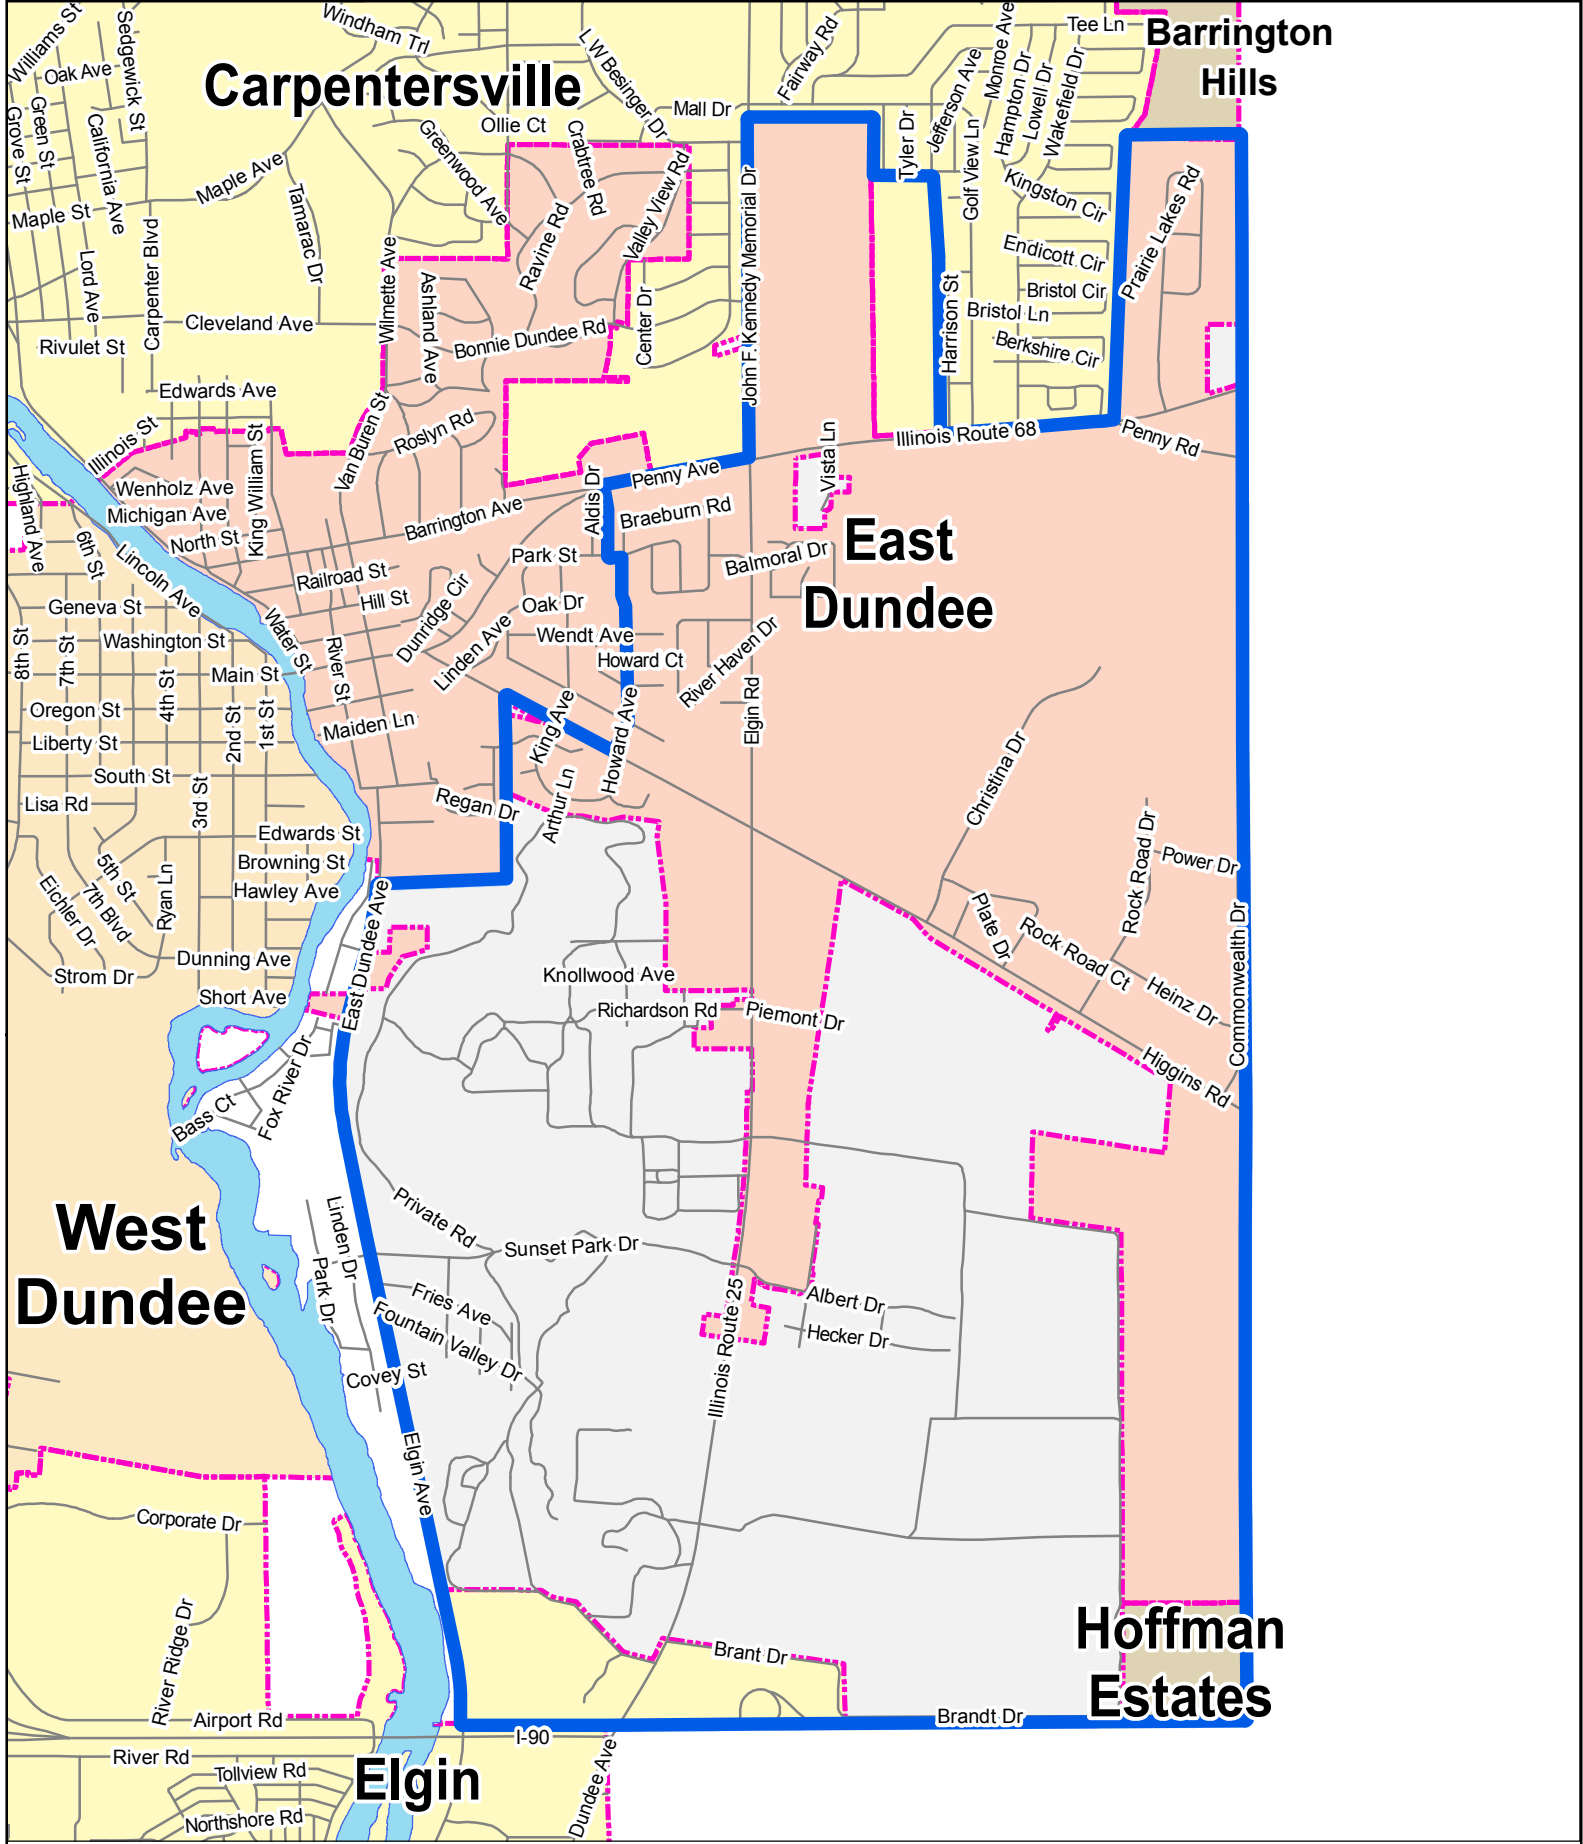 Williams St
Sedgewick St
Windham Trl
L W Besinger Dr
Fairway Rd
Monroe Ave
Tee Ln
Barrington
Hills
Oak Ave
Carpentersville
Mall Dr
Jefferson Ave
Hampton Dr
Lowell Dr
Wakefield Dr
Grove St
Green St
California Ave
Ollie Ct
Greenwood Ave
Crabtree Rd
Tyler Dr
Golf View Ln
Maple Ave
Maple St
Tamarac Dr
Valley View Rd
Ravine Rd
John F. Kennedy Memorial Dr
Kingston Cir
Prairie Lakes Rd
Lord Ave
Carpenter Blvd
Wilmette Ave
Ashland Ave
Endicott Cir
Bristol Cir
Bristol Ln
Harrison St
Cleveland Ave
Bonnie Dundee Rd
Center Dr
Rivulet St
Berkshire Cir
Edwards Ave
Illinois St
King William St
Van Buren St
Roslyn Rd
Illinois Route 68
Penny Rd
Vista Ln
Highland Ave
Wenholz Ave
Michigan Ave
Penny Ave
Aldis Dr
Barrington Ave
Braeburn Rd
6th St
North St
East
Dundee
Park St
Balmoral Dr
Lincoln Ave
Railroad St
Hill St
Dunridge Cir
Oak Dr
Geneva St
Washington St
Water St
Linden Ave
Wendt Ave
Howard Ct
River Haven Dr
8th St
7th St
4th St
Main St
River St
Oregon St
2nd St
1st St
Maiden Ln
King Ave
Howard Ave
Elgin Rd
Liberty St
South St
Christina Dr
3rd St
Lisa Rd
Regan Dr
Arthur Ln
Edwards St
Browning St
Hawley Ave
Rock Road Dr
Power Dr
5th St
7th Blvd
Eichler Dr
Ryan Ln
East Dundee Ave
Plate Dr
Rock Road Ct
Commonwealth Dr
Dunning Ave
Strom Dr
Short Ave
Knollwood Ave
Richardson Rd
Piemont Dr
Heinz Dr
Fox River Dr
Higgins Rd
Bass Ct
West
Dundee
Linden Dr
Park Dr
Private Rd
Sunset Park Dr
Fries Ave
Fountain Valley Dr
Illinois Route 25
Albert Dr
Hecker Dr
Covey St
Elgin Ave
Corporate Dr
River Ridge Dr
Hoffman
Estates
Brant Dr
Airport Rd
Brandt Dr
I-90
River Rd
Tollview Rd
Elgin
Dundee Ave
Northshore Rd